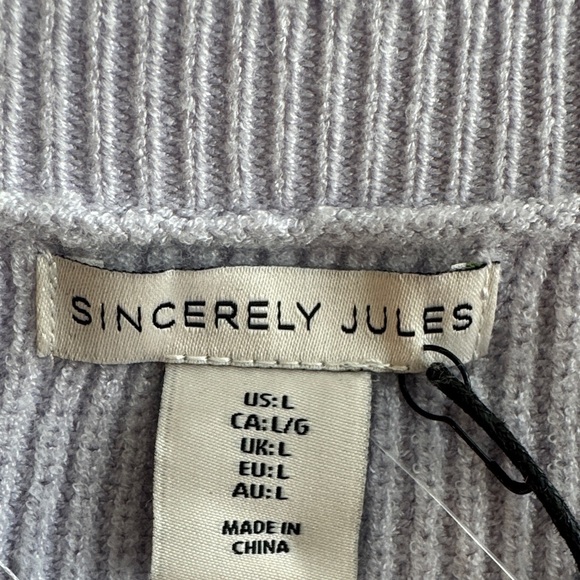 SINCERELY JULES
US: L
CA: L/G
UK: L
EU: L
AU: L
MADE IN
CHINA